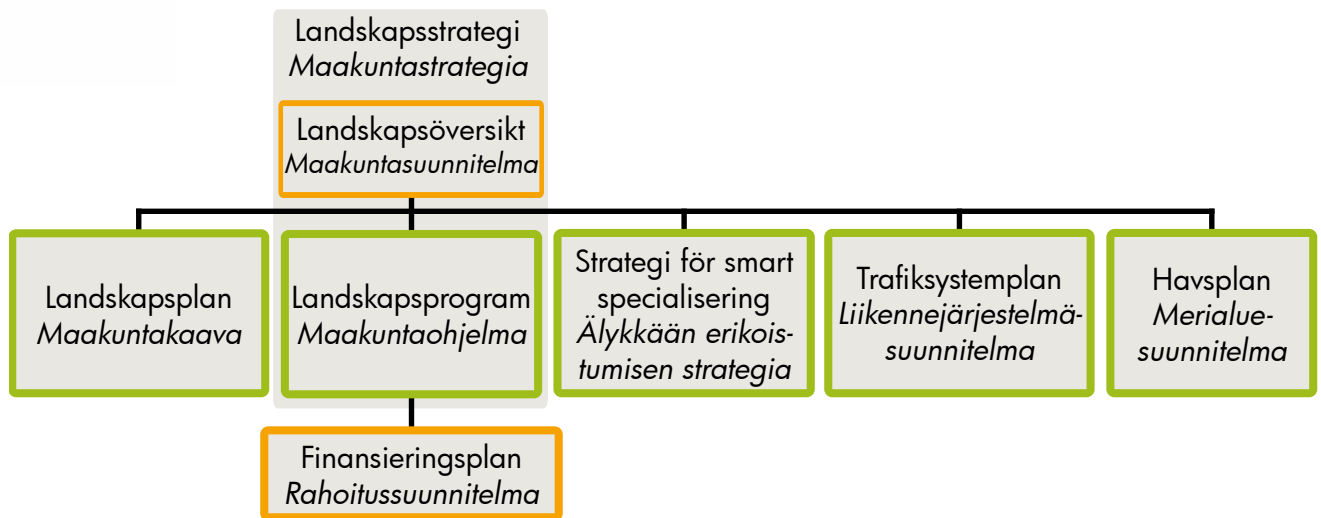 Landskapsstrategi
Maakuntastrategia
Landskapsöversikt
Maakuntasuunnitelma
Landskapsplan
Maakuntakaava
Landskapsprogram
Maakuntaohjelma
Strategi för smart
specialisering
Älykkään erikois-
tumisen strategia
Trafiksystemplan
Liikennejärjestelmä-
suunnitelma
Havsplan
Merialue-
suunnitelma
Finansieringsplan
Rahoitussuunnitelma